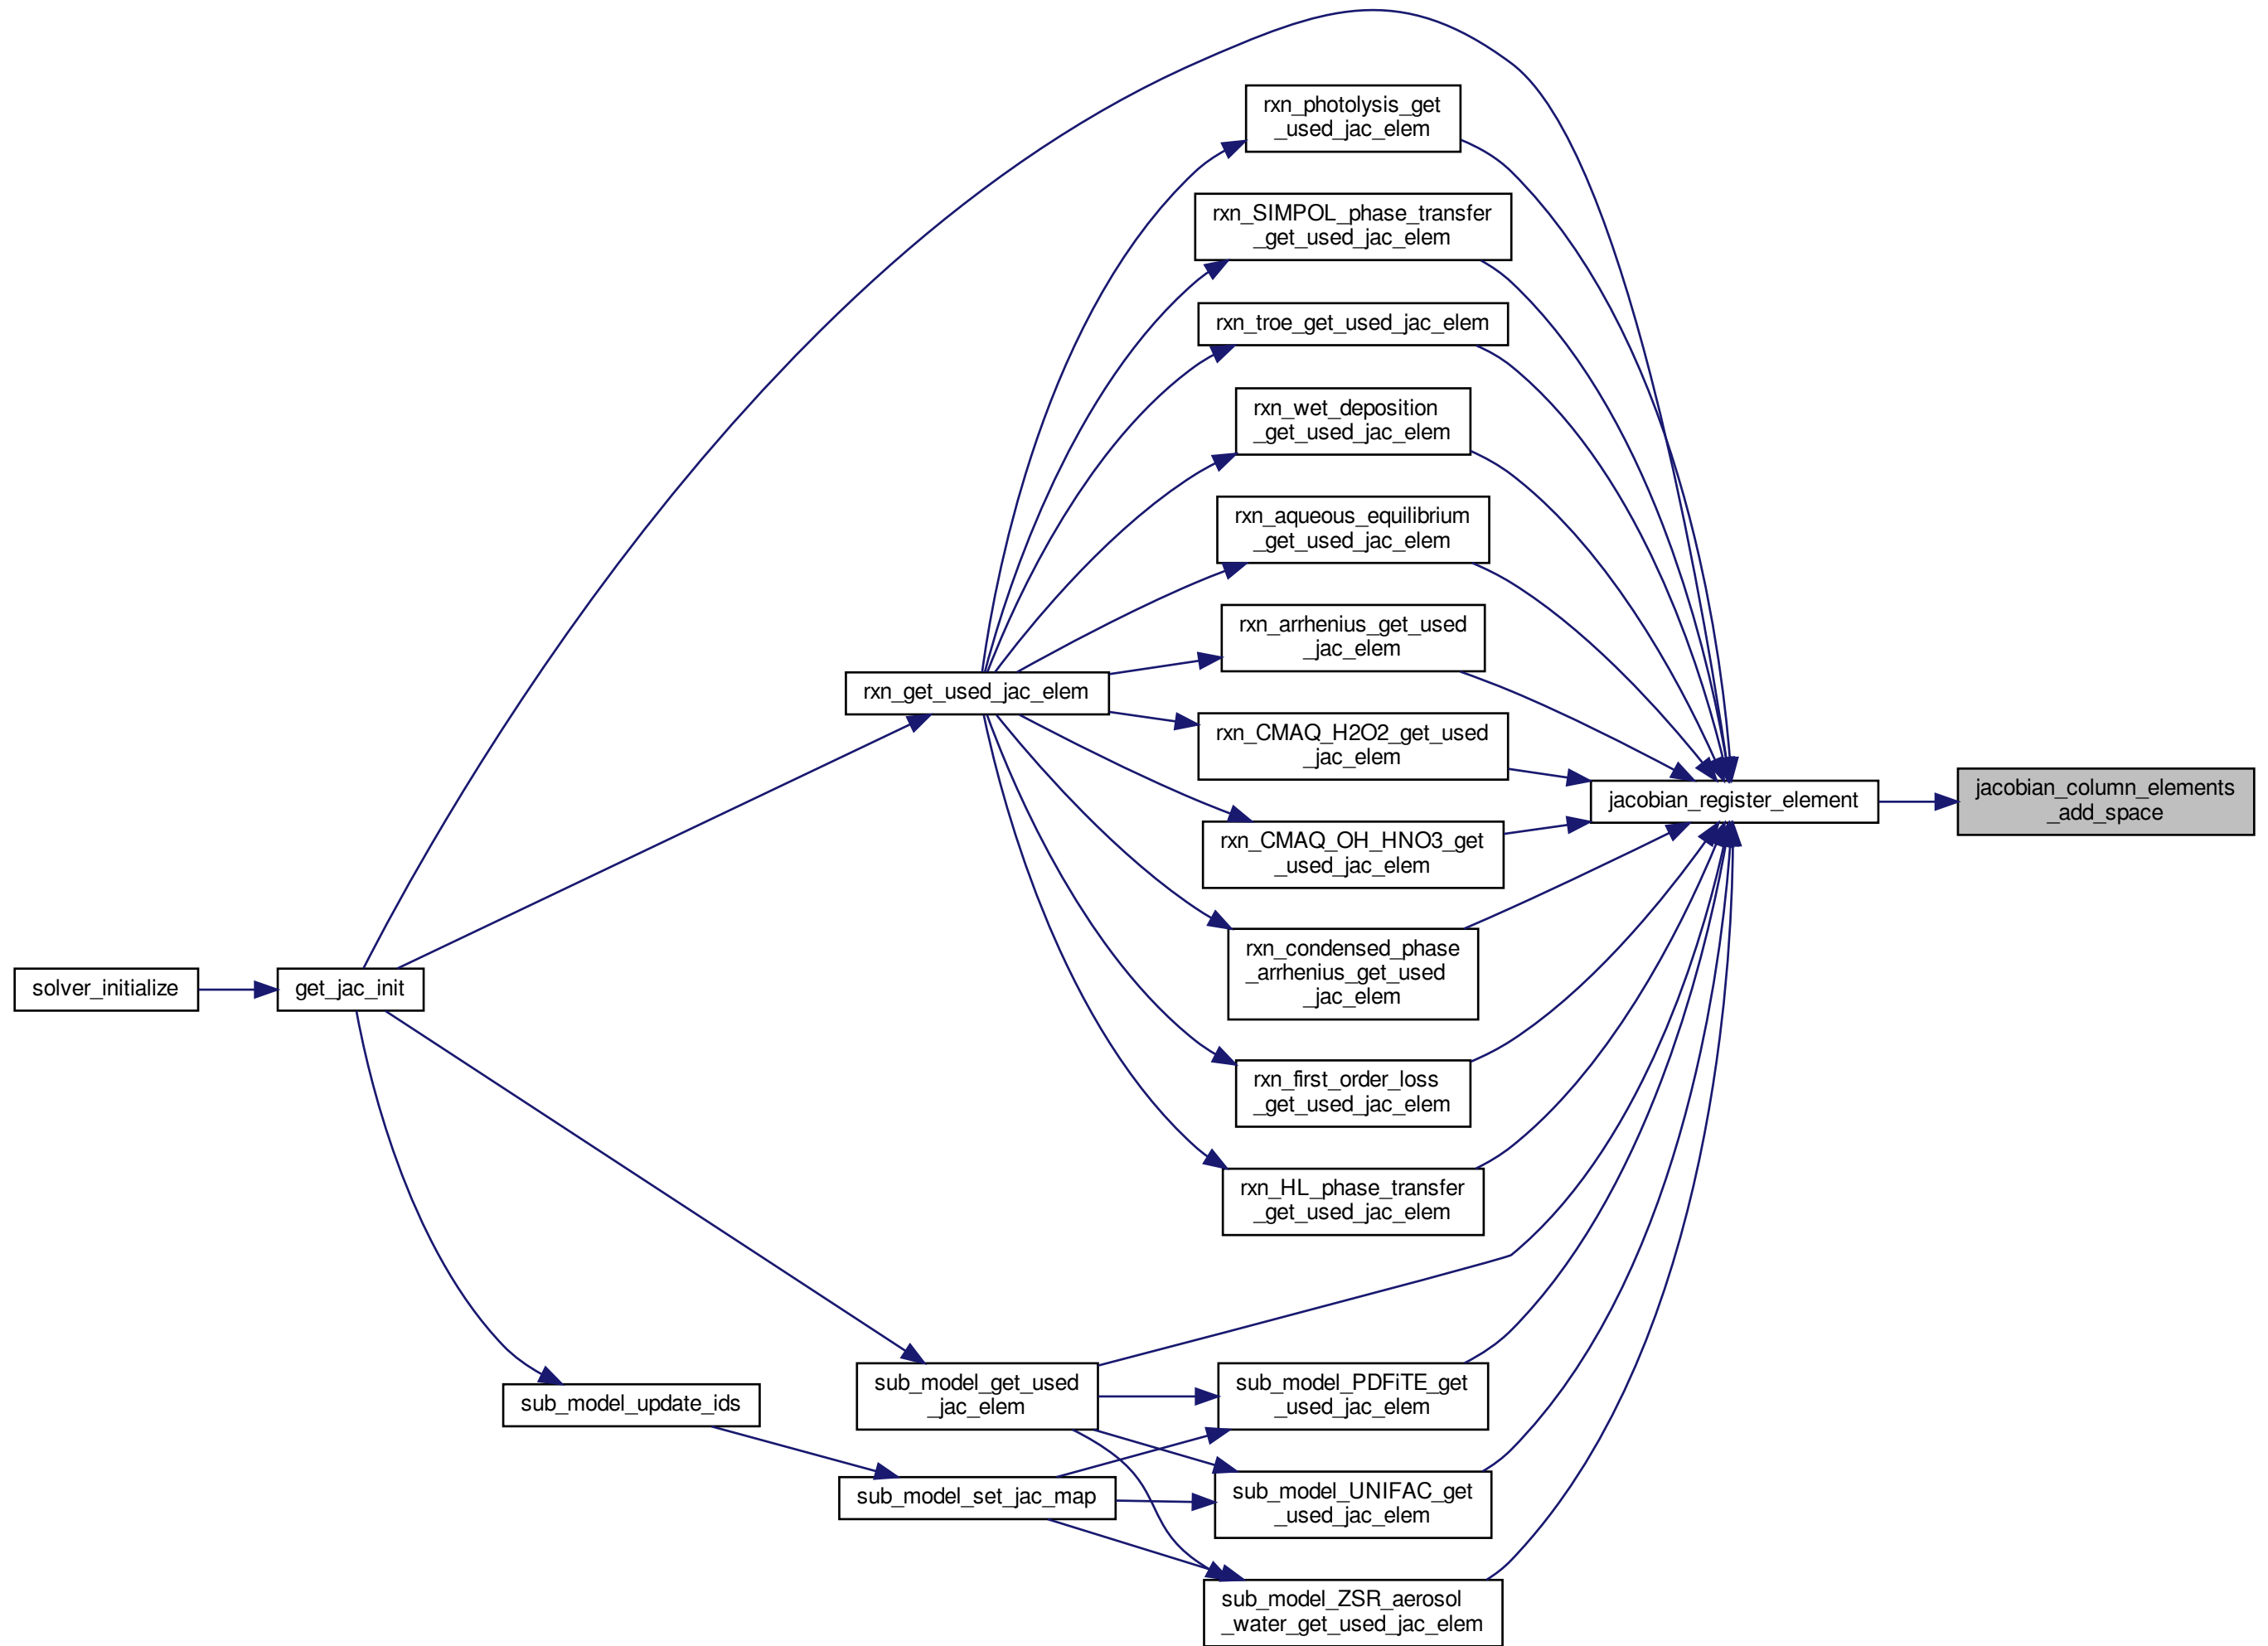 rxn_photolysis_get
_used_jac_elem
rxn_SIMPOL_phase_transfer
_get_used_jac_elem
rxn_troe_get_used_jac_elem
rxn_wet_deposition
_get_used_jac_elem
rxn_aqueous_equilibrium
_get_used_jac_elem
rxn_arrhenius_get_used
_jac_elem
rxn_get_used_jac_elem
rxn_CMAQ_H2O2_get_used
_jac_elem
jacobian_register_element
jacobian_column_elements
_add_space
rxn_CMAQ_OH_HNO3_get
_used_jac_elem
rxn_condensed_phase
_arrhenius_get_used
_jac_elem
solver_initialize
get_jac_init
rxn_first_order_loss
_get_used_jac_elem
rxn_HL_phase_transfer
_get_used_jac_elem
sub_model_update_ids
sub_model_get_used
_jac_elem
sub_model_PDFiTE_get
_used_jac_elem
sub_model_set_jac_map
sub_model_UNIFAC_get
_used_jac_elem
sub_model_ZSR_aerosol
_water_get_used_jac_elem